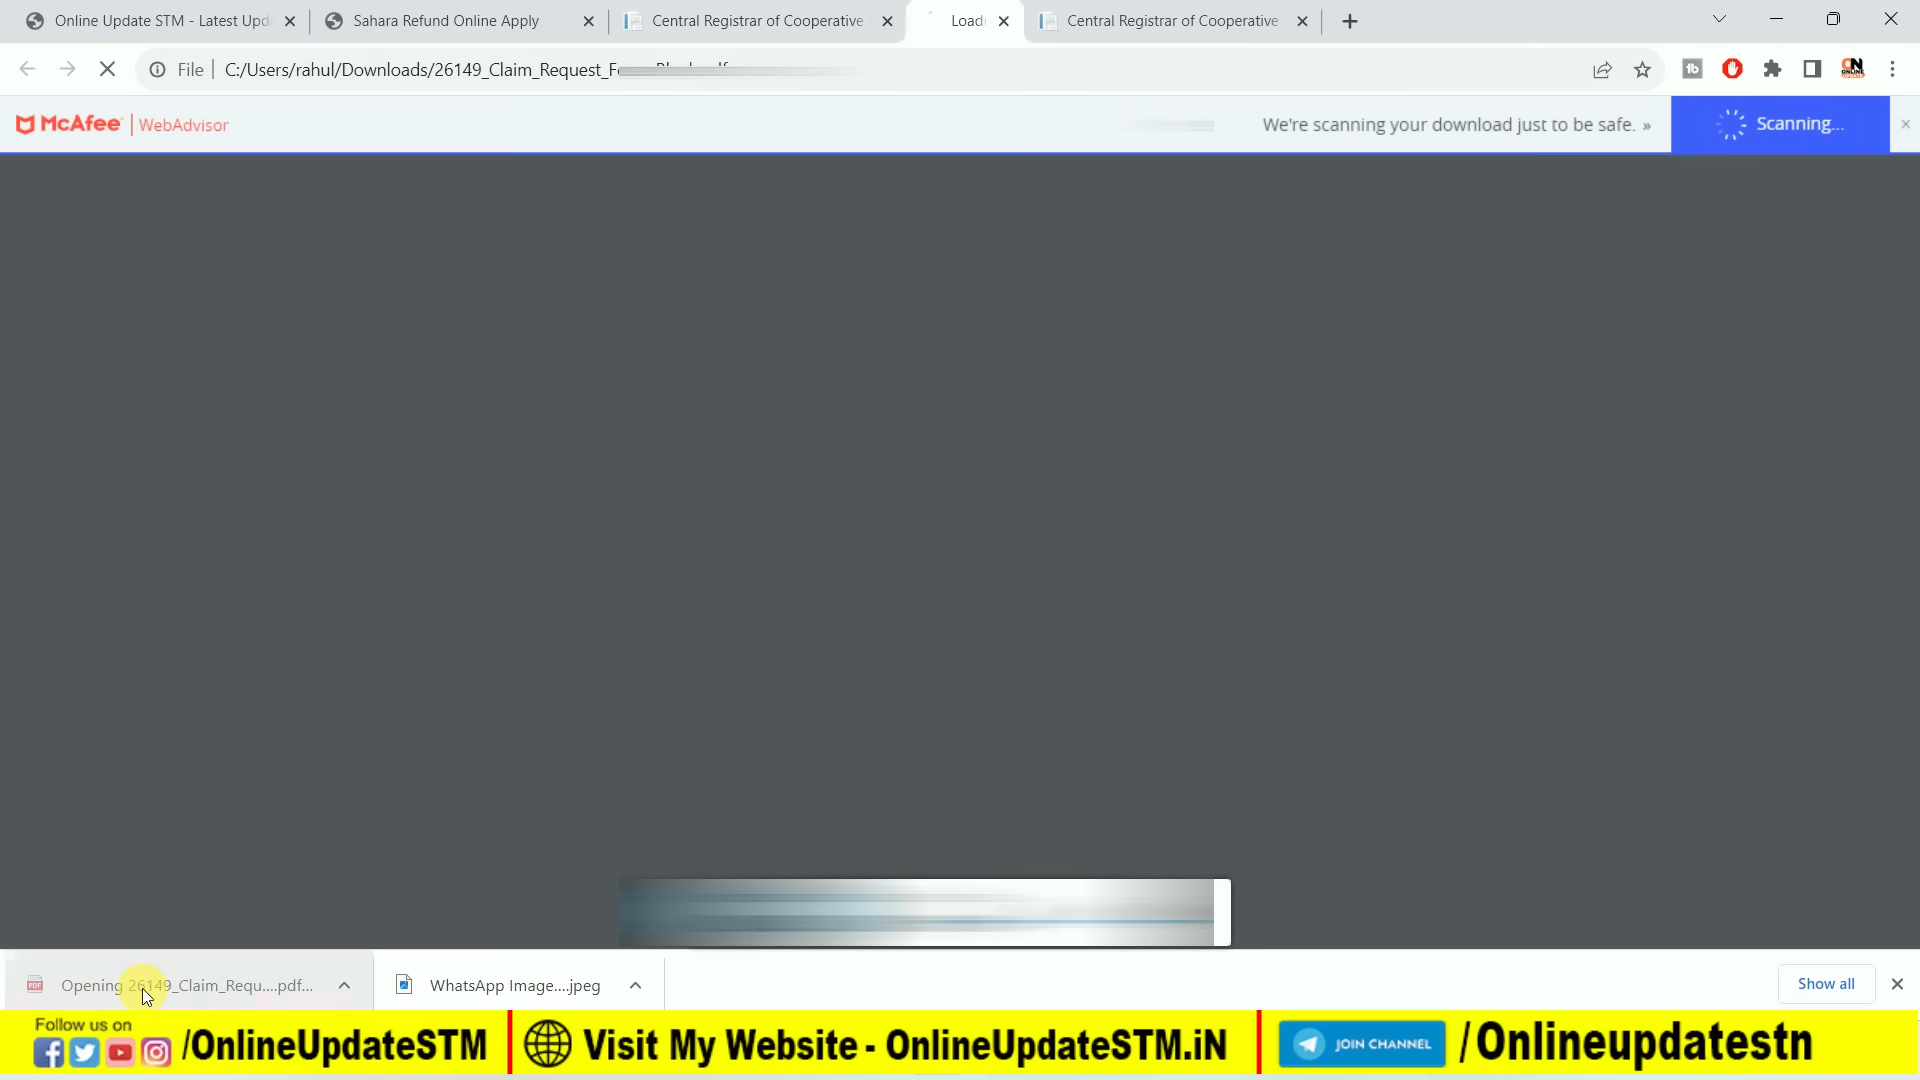 Online Update STM - Latest Upd
Sahara Refund Online Apply
Central Registrar of Cooperative
Load
Central Registrar of Cooperative
File
C:/Users/rahul/Downloads/26149_Claim_Request_F
McAfee | WebAdvisor
We're scanning your download just to be safe. »
Scanning...
Opening 26149_Claim_Requ....pdf...
WhatsApp Image....jpeg
Show all
Follow us on
/OnlineUpdateSTM
Visit My Website - OnlineUpdateSTM.iN
JOIN CHANNEL
/Onlineupdatestn